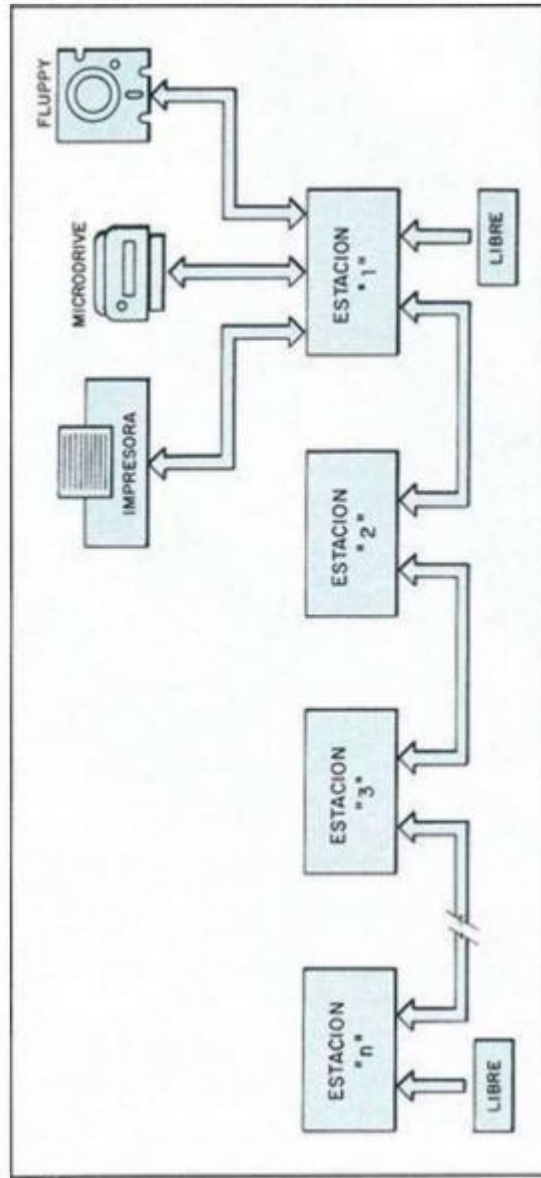 IMPRESORA
MICRODRIVE
FLUPPY
ESTACION
"n"
ESTACION
"3"
ESTACION
"2"
ESTACION
"1"
LIBRE
LIBRE